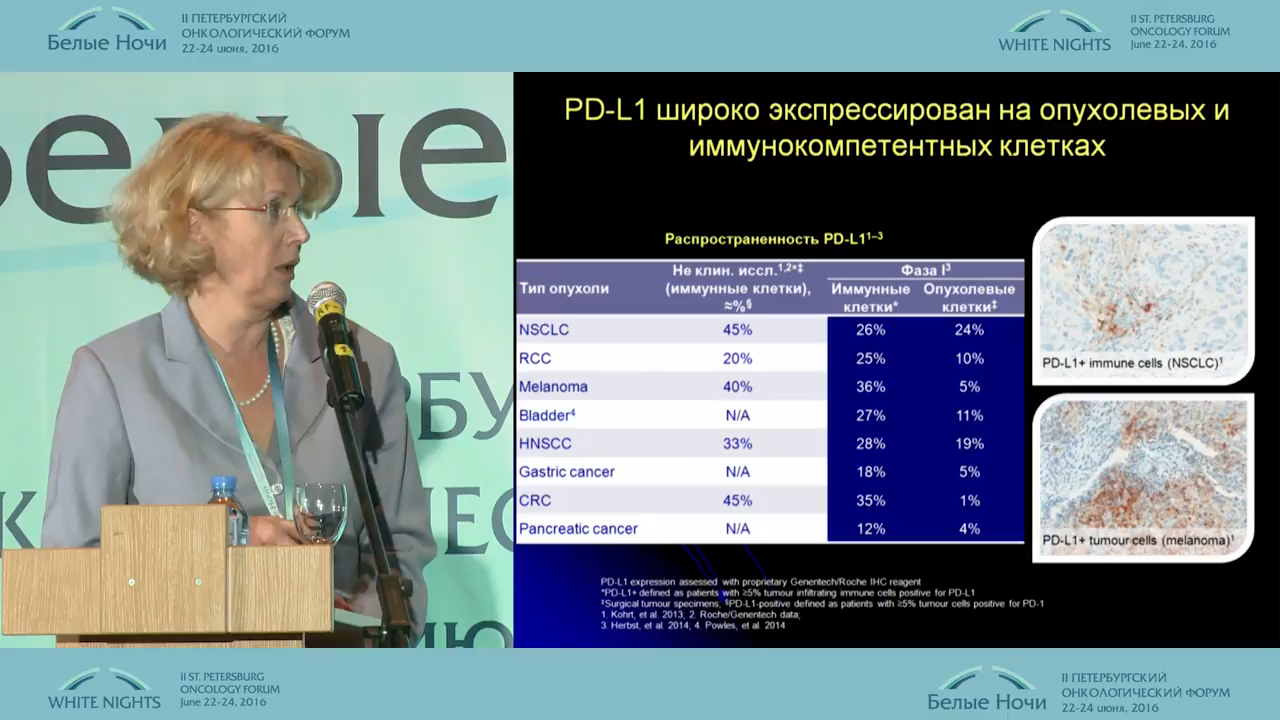 II ПЕТЕРБУРГСКИЙ
ОНКОЛОГИЧЕСКИЙ ФОРУМ
Белые Ночи
22-24 июня, 2016
II ST. PETERSBURG
ONCOLOGY FORUM
WHITE NIGHTS
June 22-24, 2016
PD-L1 широко экспрессирован на опухолевых и
иммунокомпетентных клетках
Распространенность PD-L1¹⁻³
Тип опухоли
Не клин. иссл.¹,²*‡
(иммунные клетки),
≈%§
Фаза I³
Иммунные
клетки*
Опухолевые
клетки‡
NSCLC 45% 26% 24%
RCC 20% 25% 10%
Melanoma 40% 36% 5%
Bladder⁴ N/A 27% 11%
HNSCC 33% 28% 19%
Gastric cancer N/A 18% 5%
CRC 45% 35% 1%
Pancreatic cancer N/A 12% 4%
PD-L1+ immune cells (NSCLC)¹
PD-L1+ tumour cells (melanoma)¹
PD-L1 expression assessed with proprietary Genentech/Roche IHC reagent
*PD-L1+ defined as patients with ≥5% tumour infiltrating immune cells positive for PD-L1
Surgical tumour specimens; PD-L1-positive defined as patients with ≥5% tumour cells positive for PD-1
1. Kohrt, et al. 2013; 2. Roche/Genentech data;
3. Herbst, et al. 2014; 4. Powles, et al. 2014
WHITE NIGHTS
II ST. PETERSBURG
ONCOLOGY FORUM
June 22-24, 2016
Белые Ночи
II ПЕТЕРБУРГСКИЙ
ОНКОЛОГИЧЕСКИЙ ФОРУМ
22-24 июня, 2016